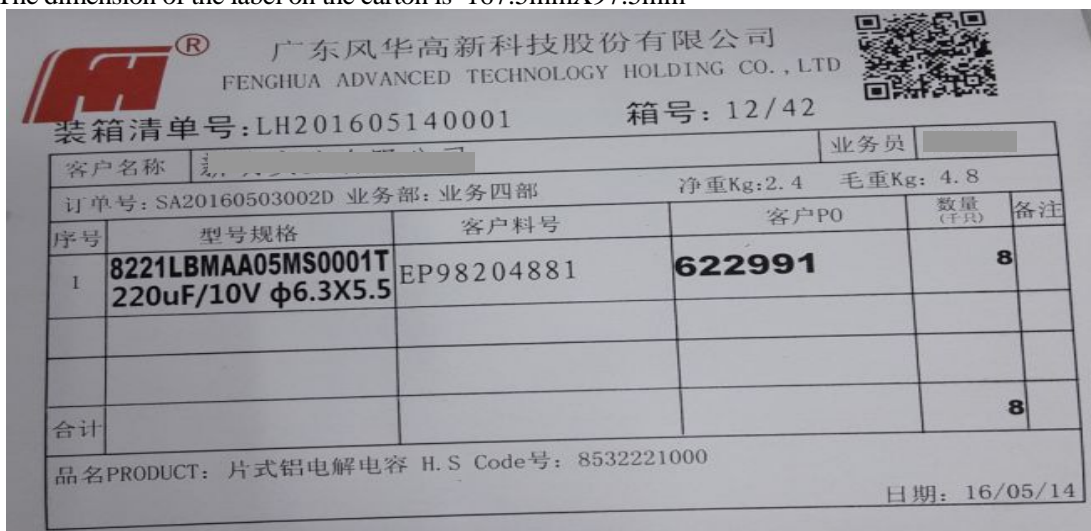 The dimension of the label on the carton is 167.5mmX97.5mm
® 广东风华高新科技股份有限公司
FENGHUA ADVANCED TECHNOLOGY HOLDING CO.,LTD
装箱清单号:LH201605140001 箱号: 12/42
客户名称 业务员
订单号: SA20160503002D 业务部: 业务四部 净重Kg:2.4 毛重Kg: 4.8
序号 型号规格 客户料号 客户PO 数量(千只) 备注
1 8221LBMAA05MS0001T EP98204881 622991 8
220uF/10V ф6.3X5.5
合计 8
品名PRODUCT: 片式铝电解电容 H.S Code号: 8532221000
日期: 16/05/14